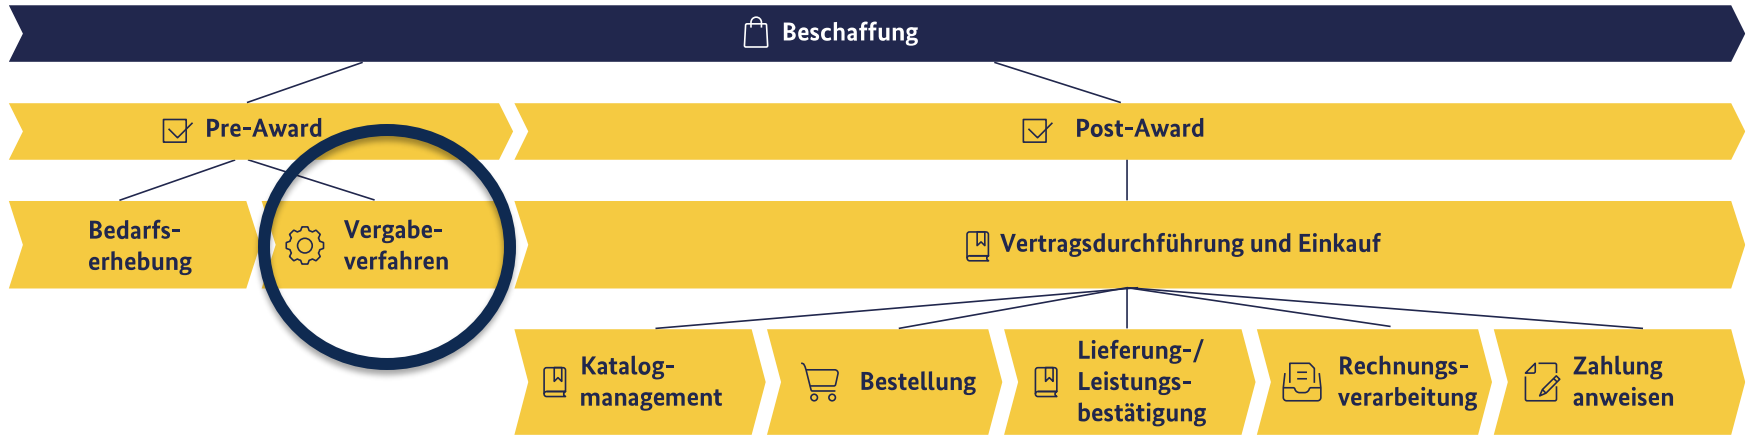 Beschaffung
Pre-Award
Post-Award
Bedarfs-
erhebung
Vergabe-
verfahren
Vertragsdurchführung und Einkauf
Katalog-
management
Bestellung
Lieferung-/
Leistungs-
bestätigung
Rechnungs-
verarbeitung
Zahlung
anweisen